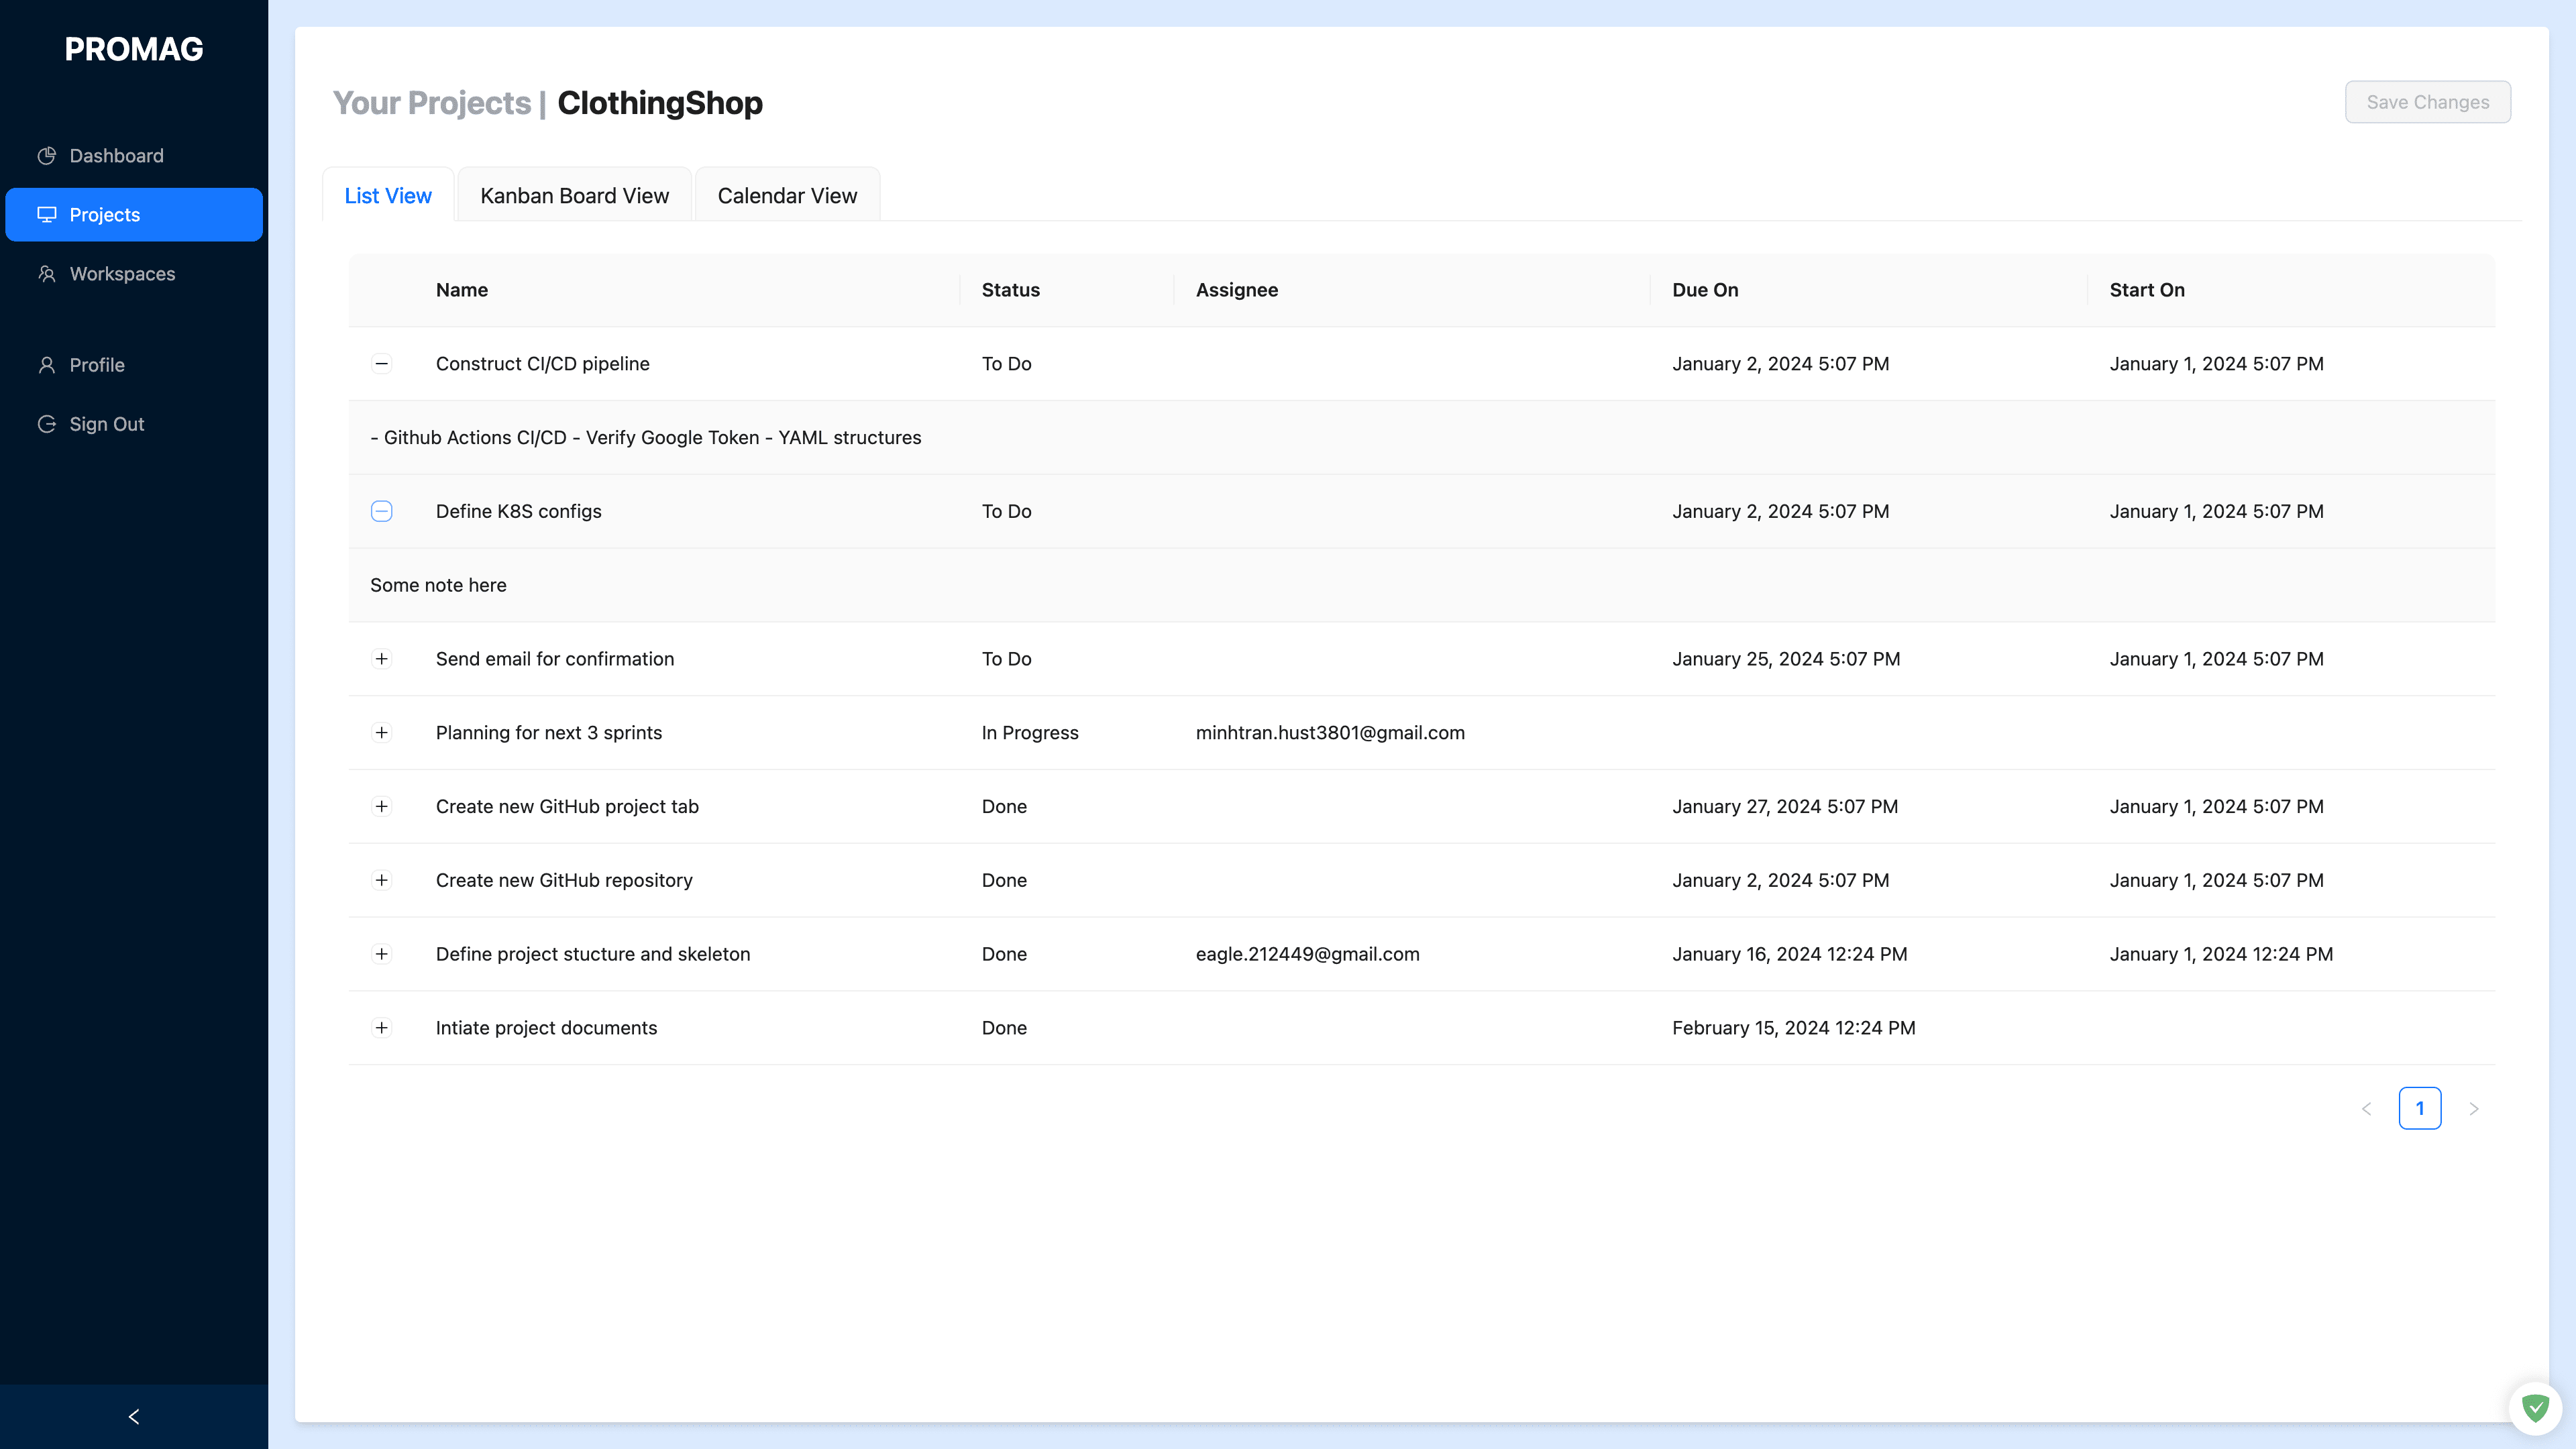 PROMAG
Dashboard
Projects
Workspaces
Profile
Sign Out
Your Projects | ClothingShop
Save Changes
List View
Kanban Board View
Calendar View
Name Status Assignee Due On Start On
Construct CI/CD pipeline To Do January 2, 2024 5:07 PM January 1, 2024 5:07 PM
- Github Actions CI/CD - Verify Google Token - YAML structures
Define K8S configs To Do January 2, 2024 5:07 PM January 1, 2024 5:07 PM
Some note here
Send email for confirmation To Do January 25, 2024 5:07 PM January 1, 2024 5:07 PM
Planning for next 3 sprints In Progress minhtran.hust3801@gmail.com
Create new GitHub project tab Done January 27, 2024 5:07 PM January 1, 2024 5:07 PM
Create new GitHub repository Done January 2, 2024 5:07 PM January 1, 2024 5:07 PM
Define project stucture and skeleton Done eagle.212449@gmail.com January 16, 2024 12:24 PM January 1, 2024 12:24 PM
Intiate project documents Done February 15, 2024 12:24 PM
1